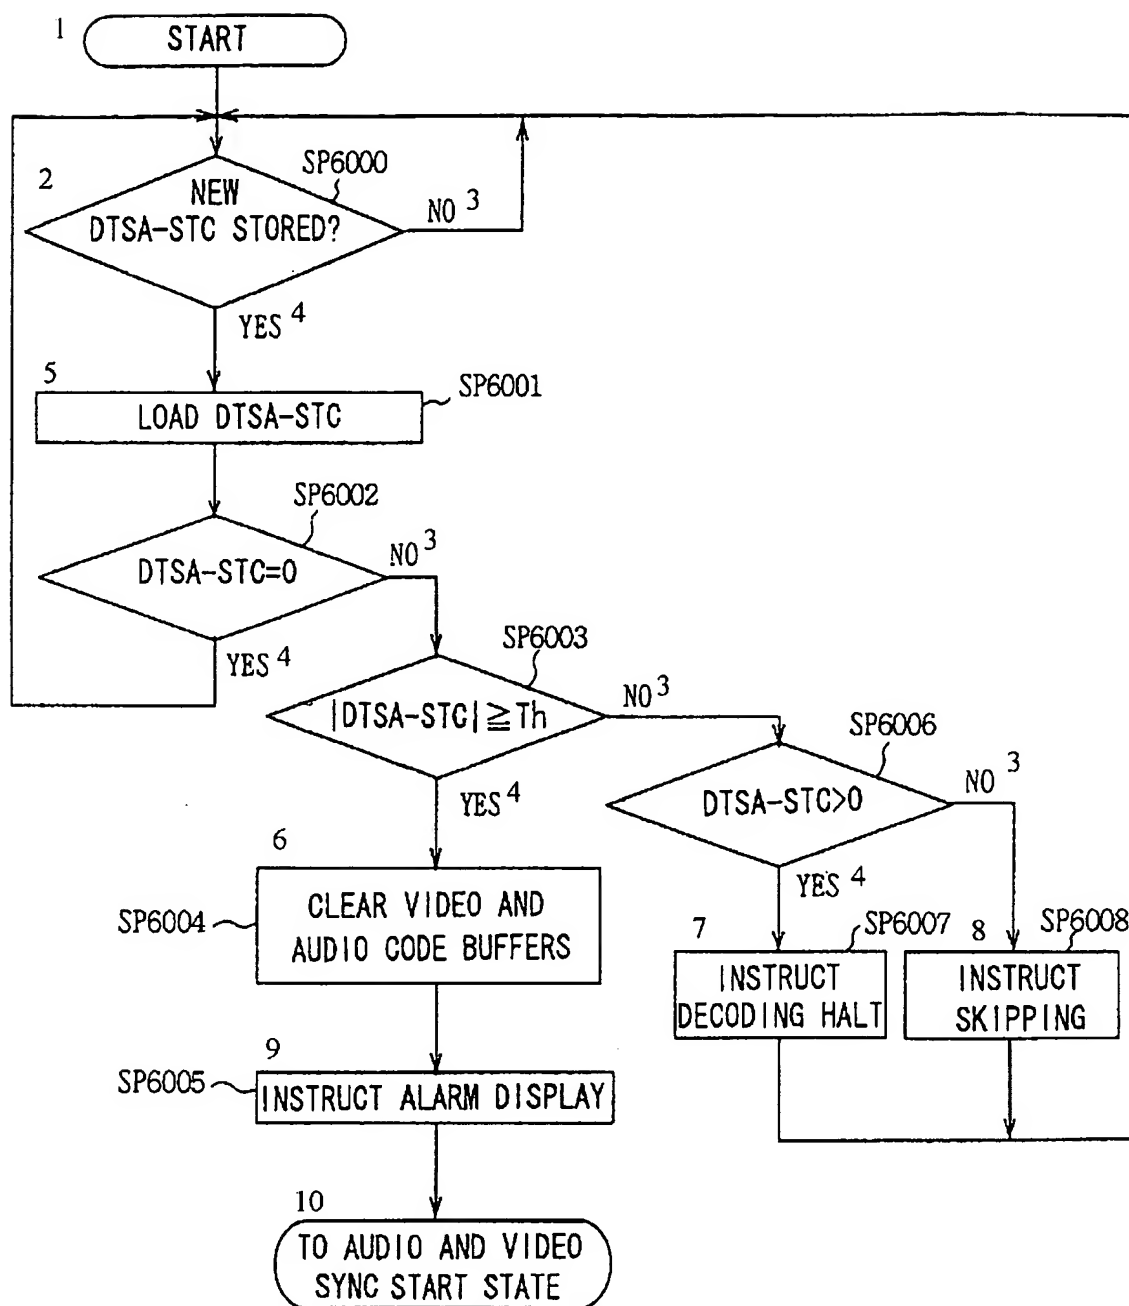 1
START
SP6000
2
NEW
DTSA-STC STORED?
NO 3
YES 4
5
SP6001
LOAD DTSA-STC
SP6002
DTSA-STC=0
NO 3
YES 4
SP6003
|DTSA-STC|≧Th
NO 3
YES 4
SP6006
DTSA-STC>0
NO 3
YES 4
6
SP6004
CLEAR VIDEO AND
AUDIO CODE BUFFERS
7
SP6007
INSTRUCT
DECODING HALT
8
SP6008
INSTRUCT
SKIPPING
9
SP6005
INSTRUCT ALARM DISPLAY
10
TO AUDIO AND VIDEO
SYNC START STATE